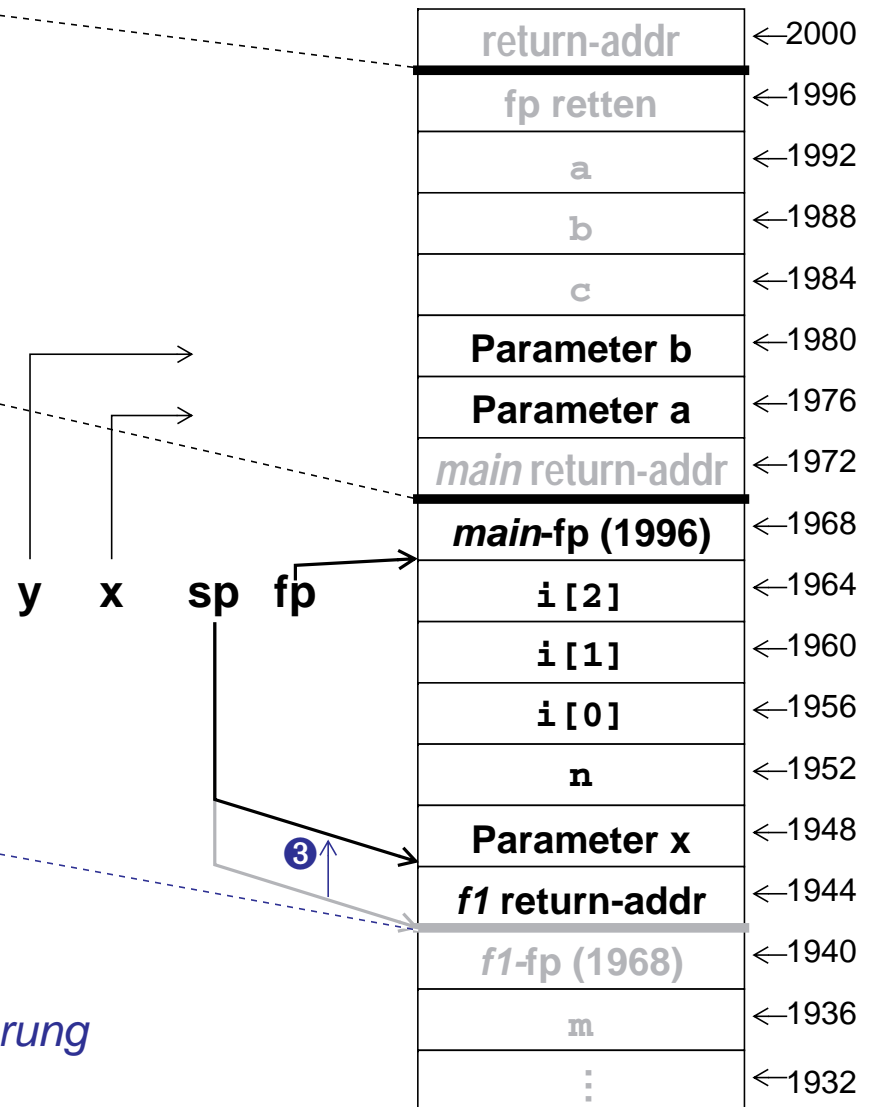 return-addr ←2000
fp retten ←1996
a ←1992
b ←1988
c ←1984
Parameter b ←1980
Parameter a ←1976
main return-addr ←1972
main-fp (1996) ←1968
y x sp fp i[2] ←1964
i[1] ←1960
i[0] ←1956
n ←1952
Parameter x ←1948
❸ f1 return-addr ←1944
f1-fp (1968) ←1940
rung m ←1936
⋮ ←1932